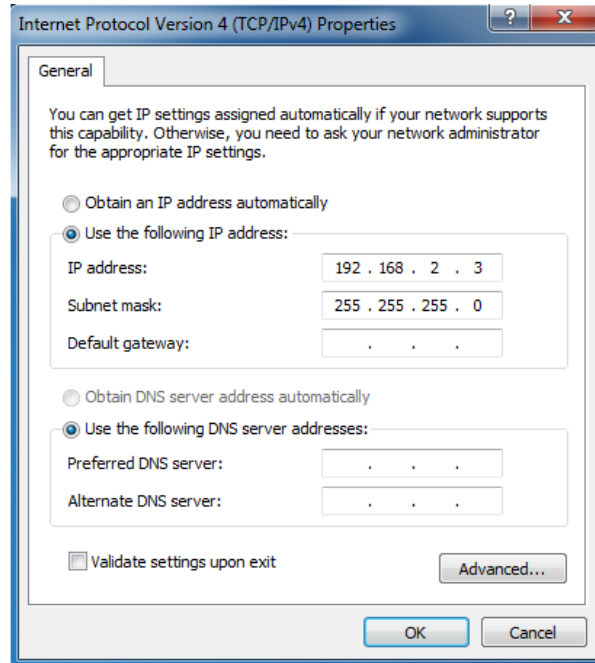 Internet Protocol Version 4 (TCP/IPv4) Properties
General
You can get IP settings assigned automatically if your network supports
this capability. Otherwise, you need to ask your network administrator
for the appropriate IP settings.
Obtain an IP address automatically
Use the following IP address:
IP address: 192 . 168 . 2 . 3
Subnet mask: 255 . 255 . 255 . 0
Default gateway: . . .
Obtain DNS server address automatically
Use the following DNS server addresses:
Preferred DNS server: . . .
Alternate DNS server: . . .
Validate settings upon exit
Advanced...
OK Cancel